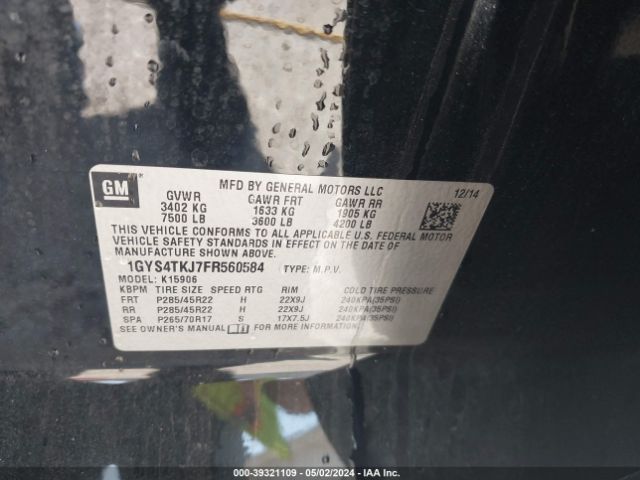 GM
MFD BY GENERAL MOTORS LLC 12/14
GVWR GAWR FRT GAWR RR
3402 KG 1633 KG 1905 KG
7500 LB 3600 LB 4200 LB
THIS VEHICLE CONFORMS TO ALL APPLICABLE U.S. FEDERAL MOTOR
VEHICLE SAFETY STANDARDS IN EFFECT ON THE DATE OF
MANUFACTURE SHOWN ABOVE.
1GYS4TKJ7FR560584 TYPE: M.P.V.
MODEL: K15906
KBPM TIRE SIZE SPEED RTG RIM COLD TIRE PRESSURE
FRT P285/45R22 H 22X9J 240KPA(35PSI)
RR P285/45R22 H 22X9J 240KPA(35PSI)
SPA P265/70R17 S 17X7.5J 240KPA(35PSI)
SEE OWNER'S MANUAL FOR MORE INFORMATION.
000-39321109 - 05/02/2024 - IAA Inc.